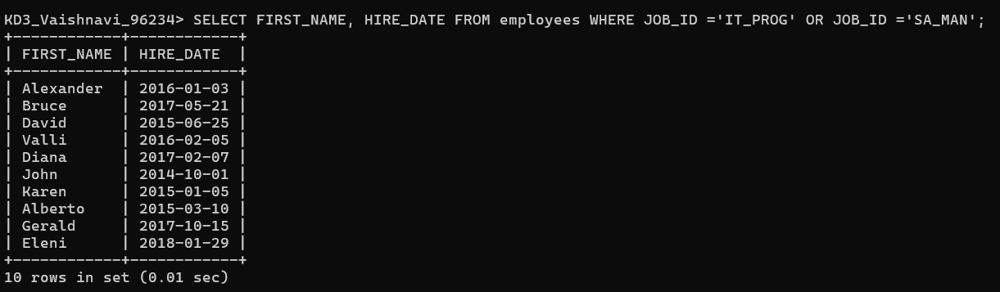 KD3_Vaishnavi_96234> SELECT FIRST_NAME, HIRE_DATE FROM employees WHERE JOB_ID ='IT_PROG' OR JOB_ID ='SA_MAN';
+------------+------------+
| FIRST_NAME | HIRE_DATE  |
+------------+------------+
| Alexander  | 2016-01-03 |
| Bruce      | 2017-05-21 |
| David      | 2015-06-25 |
| Valli      | 2016-02-05 |
| Diana      | 2017-02-07 |
| John       | 2014-10-01 |
| Karen      | 2015-01-05 |
| Alberto    | 2015-03-10 |
| Gerald     | 2017-10-15 |
| Eleni      | 2018-01-29 |
+------------+------------+
10 rows in set (0.01 sec)